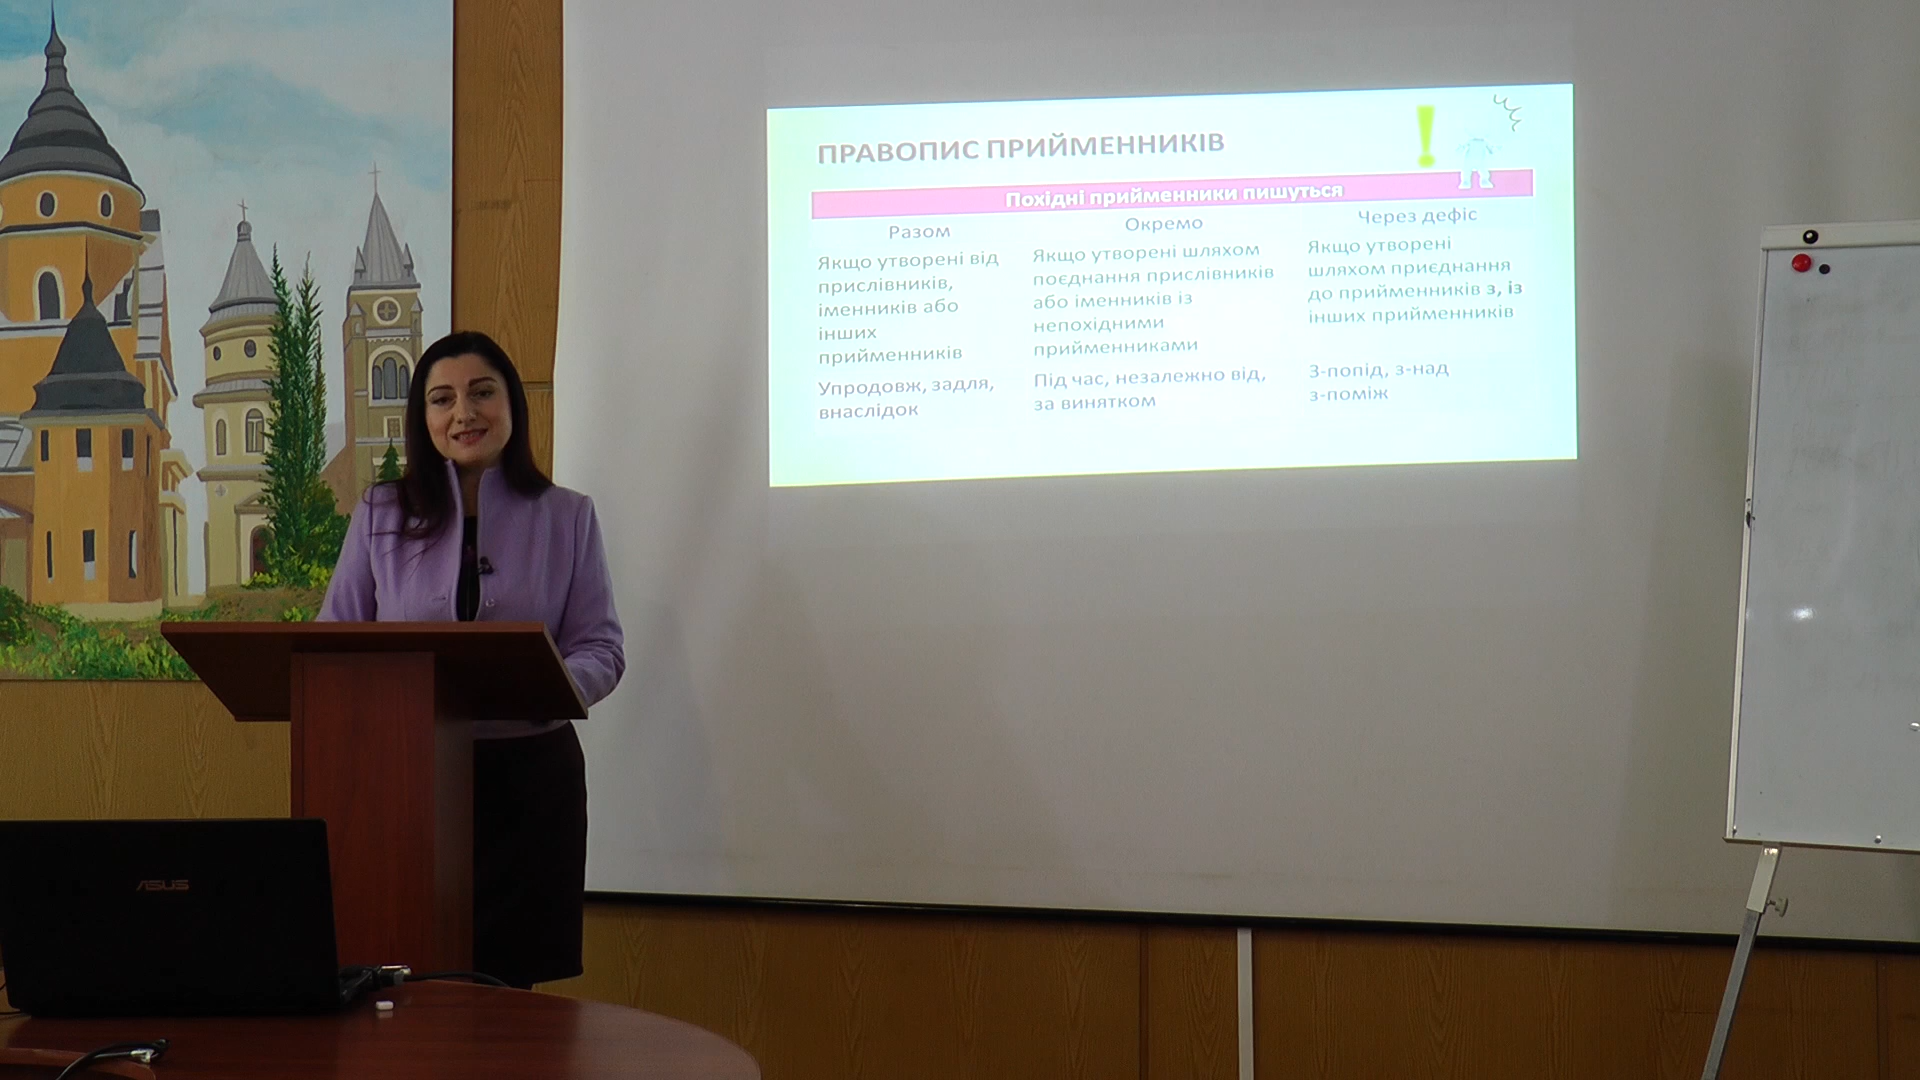 ПРАВОПИС ПРИЙМЕННИКІВ
!
Похідні прийменники пишуться
Разом
Якщо утворені від
прислівників,
іменників або
інших
прийменників
Упродовж, задля,
внаслідок
Окремо
Якщо утворені шляхом
поєднання прислівників
або іменників із
непохідними
прийменниками
Під час, незалежно від,
за винятком
Через дефіс
Якщо утворені
шляхом приєднання
до прийменників з, із
інших прийменників
З-попід, з-над
з-поміж
ASUS